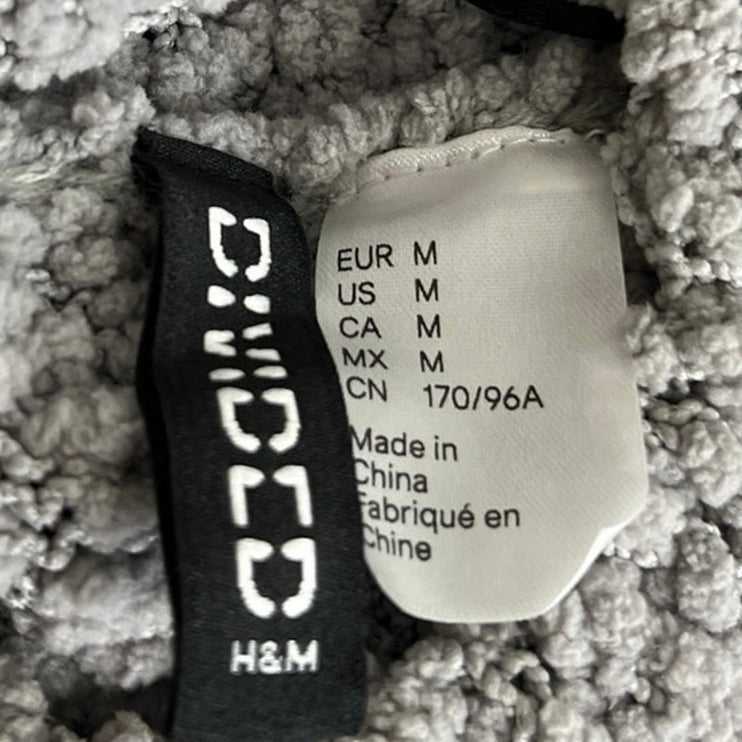 DIVIDED
H&M
EUR M
US M
CA M
MX M
CN 170/96A
Made in
China
Fabriqué en
Chine